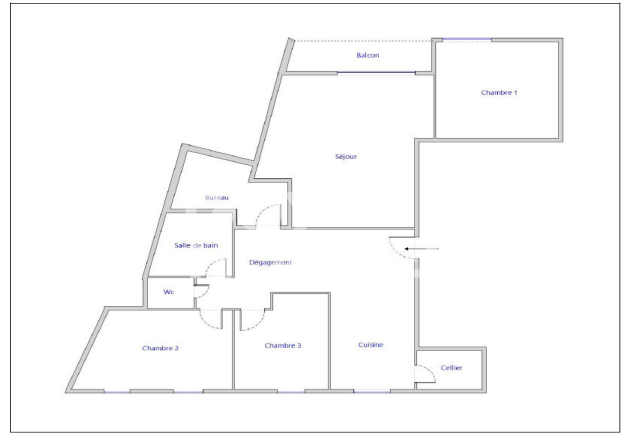 Balcon
Chambre 1
Séjour
Bureau
Salle de bain
Dégagement
Wc
Chambre 2
Chambre 3
Cuisine
Cellier